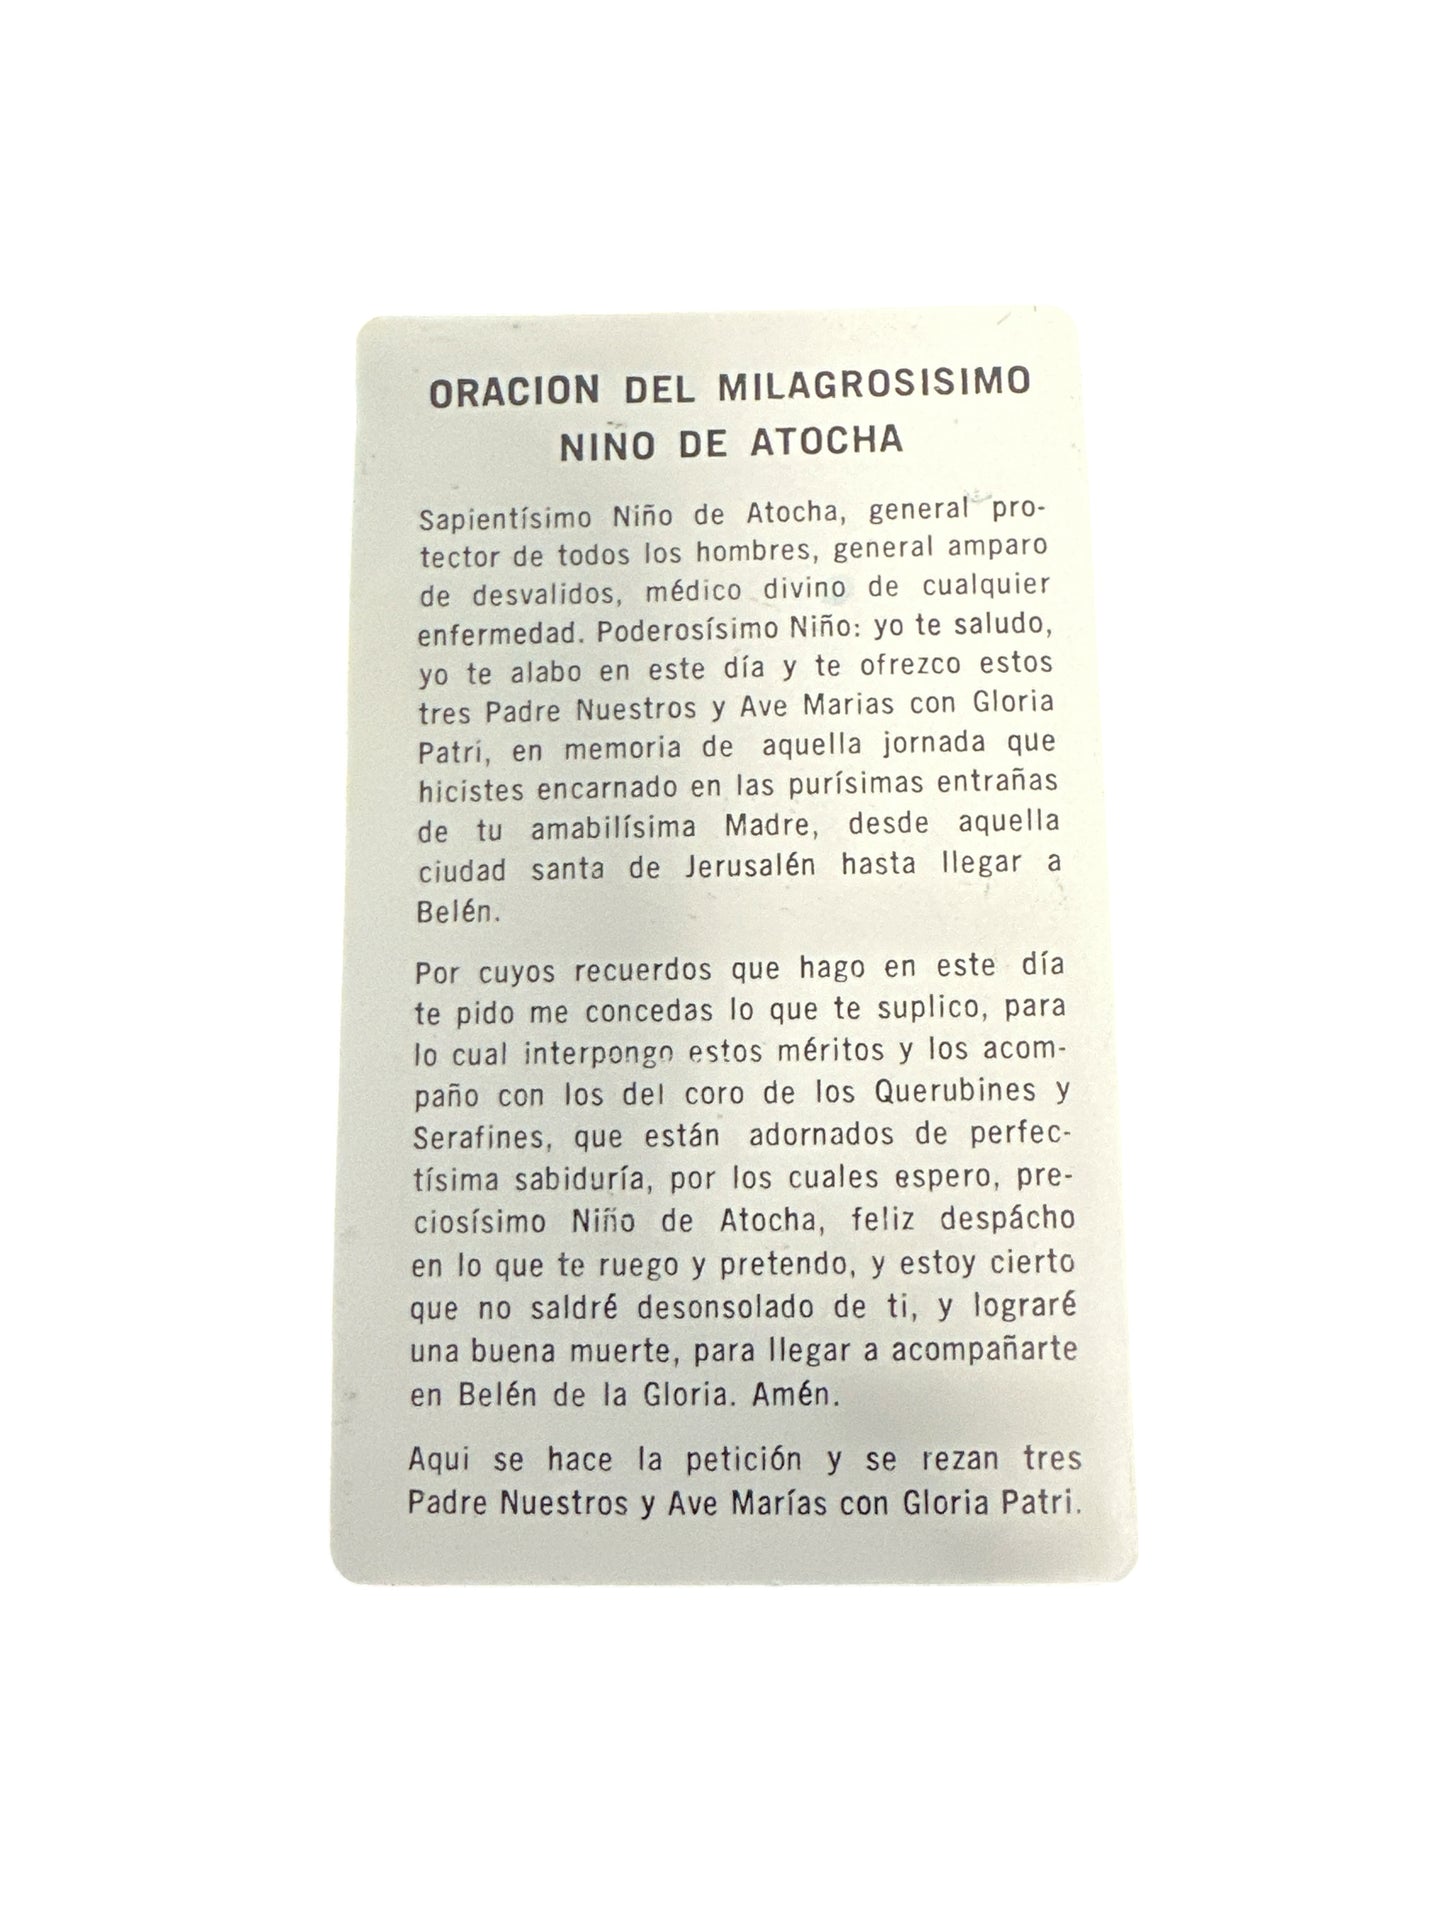 ORACION DEL MILAGROSISIMO
NIÑO DE ATOCHA
Sapientísimo Niño de Atocha, general pro-
tector de todos los hombres, general amparo
de desvalidos, médico divino de cualquier
enfermedad. Poderosísimo Niño: yo te saludo,
yo te alabo en este día y te ofrezco estos
tres Padre Nuestros y Ave Marias con Gloria
Patri, en memoria de aquella jornada que
hicistes encarnado en las purísimas entrañas
de tu amabilísima Madre, desde aquella
ciudad santa de Jerusalén hasta llegar a
Belén.
Por cuyos recuerdos que hago en este día
te pido me concedas lo que te suplico, para
lo cual interpongo estos méritos y los acom-
paño con los del coro de los Querubines y
Serafines, que están adornados de perfec-
tísima sabiduría, por los cuales espero, pre-
ciosísimo Niño de Atocha, feliz despácho
en lo que te ruego y pretendo, y estoy cierto
que no saldré desonsolado de ti, y lograré
una buena muerte, para llegar a acompañarte
en Belén de la Gloria. Amén.
Aqui se hace la petición y se rezan tres
Padre Nuestros y Ave Marías con Gloria Patri.